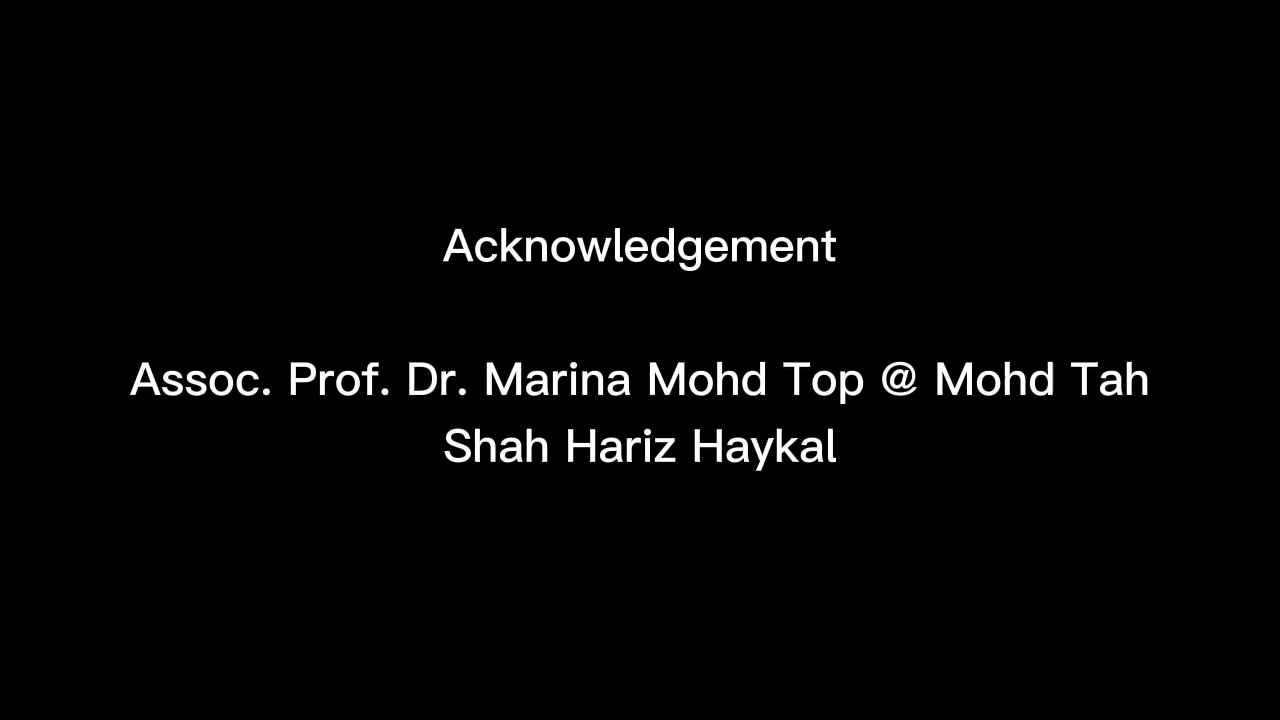 Acknowledgement
Assoc. Prof. Dr. Marina Mohd Top @ Mohd Tah
Shah Hariz Haykal